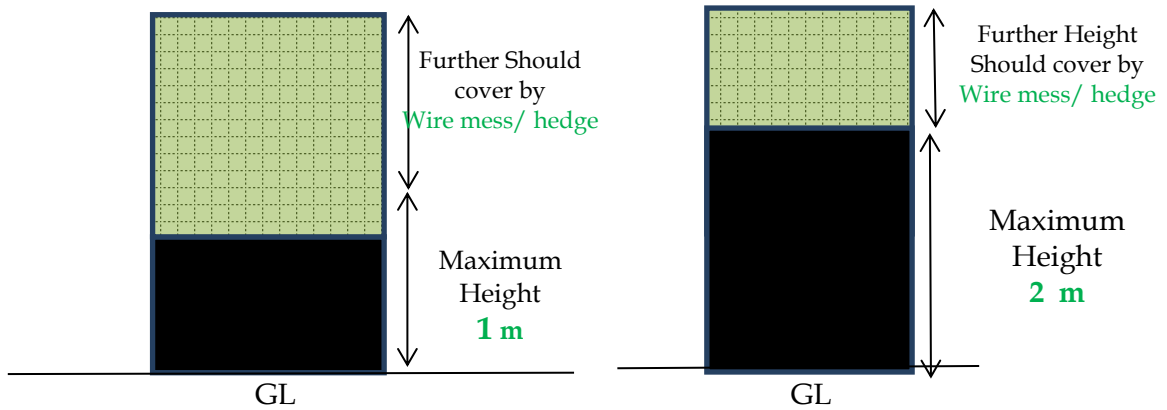 Further Should
cover by
Wire mess/ hedge
Maximum
Height
1 m
GL
Further Height
Should cover by
Wire mess/ hedge
Maximum
Height
2 m
GL